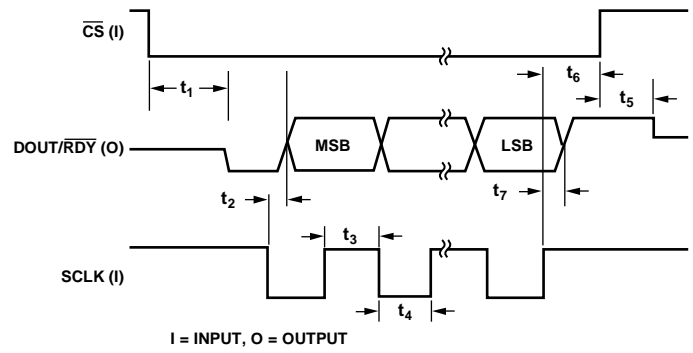 CS (I)
t1
t6
t5
DOUT/RDY (O)
MSB
LSB
t2
t7
t3
SCLK (I)
t4
I = INPUT, O = OUTPUT